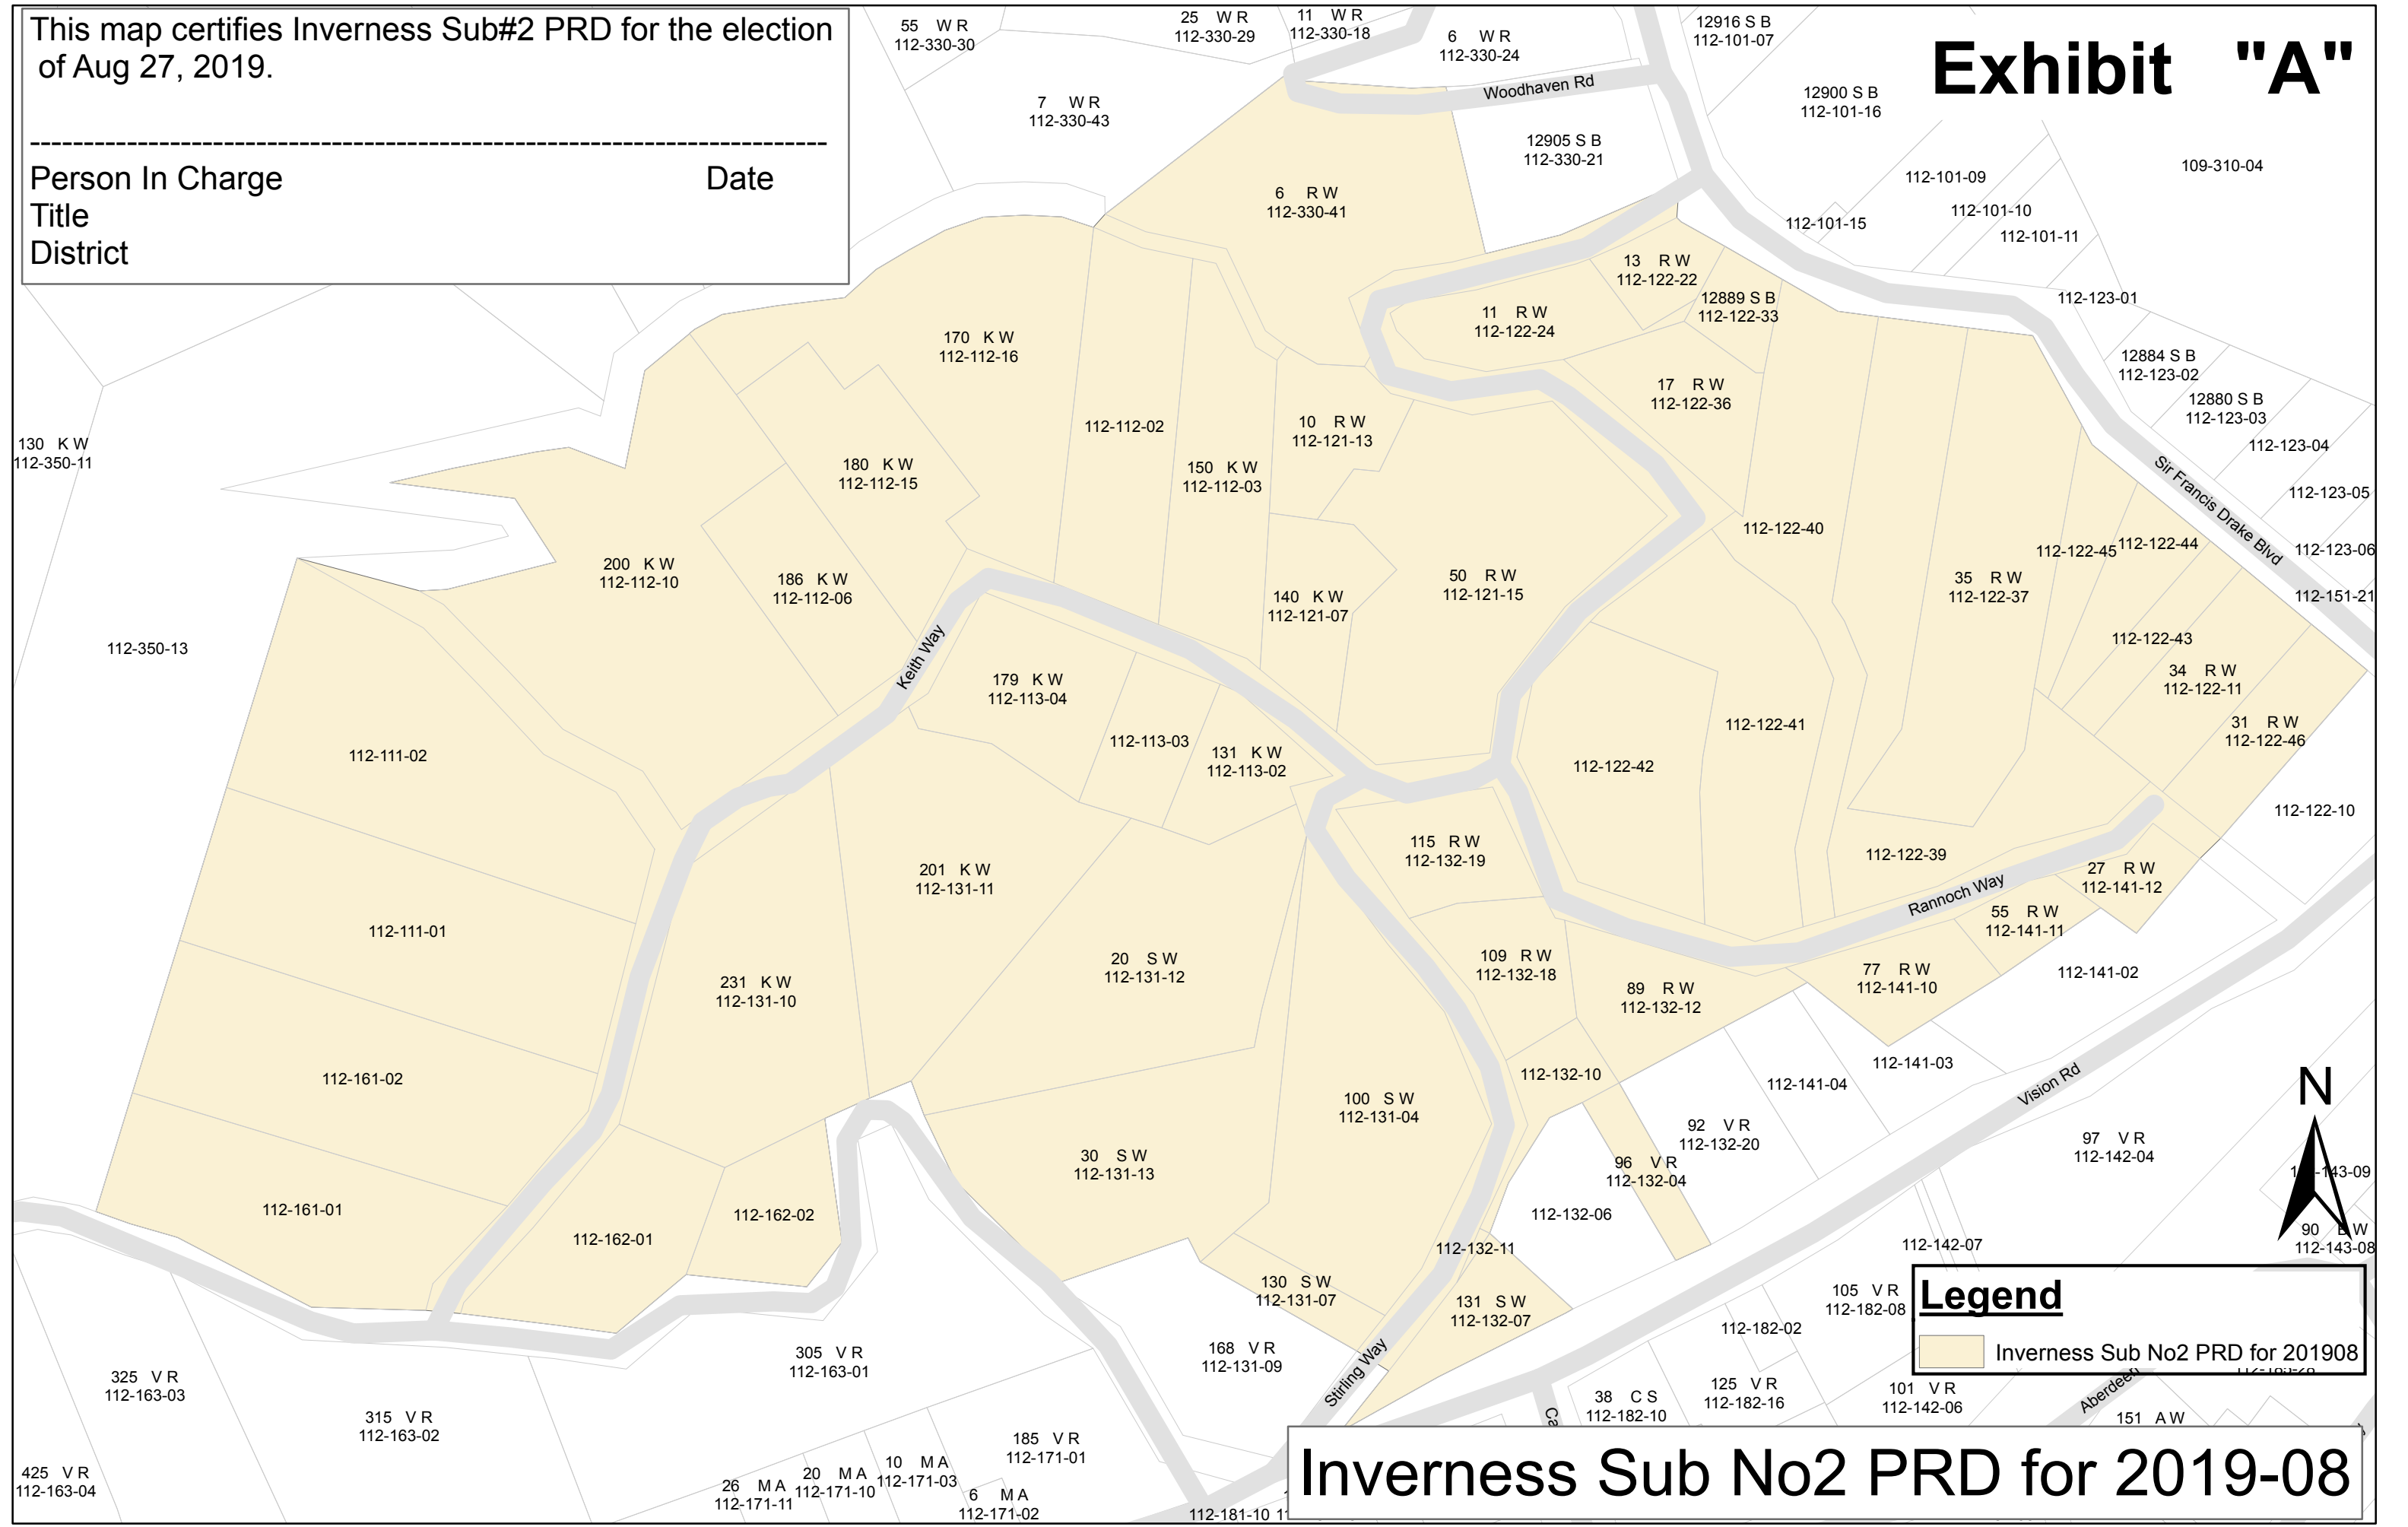 This map certifies Inverness Sub#2 PRD for the election
of Aug 27, 2019.
Person In Charge Date
Title
District
Exhibit "A"
55 W R
112-330-30
25 W R
112-330-29
11 W R
112-330-18
6 W R
112-330-24
12916 S B
112-101-07
7 W R
112-330-43
Woodhaven Rd
12900 S B
112-101-16
12905 S B
112-330-21
109-310-04
112-101-09
112-101-10
112-101-15
112-101-11
6 R W
112-330-41
13 R W
112-122-22
12889 S B
112-122-33
11 R W
112-122-24
112-123-01
12884 S B
112-123-02
12880 S B
112-123-03
112-123-04
112-123-05
112-123-06
112-151-21
Sir Francis Drake Blvd
170 K W
112-112-16
17 R W
112-122-36
112-112-02
10 R W
112-121-13
130 K W
112-350-11
180 K W
112-112-15
150 K W
112-112-03
112-122-40
112-122-45
112-122-44
200 K W
112-112-10
186 K W
112-112-06
140 K W
112-121-07
50 R W
112-121-15
35 R W
112-122-37
112-350-13
Keith Way
112-122-43
34 R W
112-122-11
31 R W
112-122-46
179 K W
112-113-04
112-113-03
131 K W
112-113-02
112-122-42
112-122-41
112-111-02
112-122-10
115 R W
112-132-19
112-122-39
27 R W
112-141-12
Rannoch Way
55 R W
112-141-11
201 K W
112-131-11
112-111-01
20 S W
112-131-12
109 R W
112-132-18
89 R W
112-132-12
77 R W
112-141-10
112-141-02
231 K W
112-131-10
112-161-02
112-132-10
112-141-04
112-141-03
Vision Rd
100 S W
112-131-04
92 V R
112-132-20
97 V R
112-142-04
N
30 S W
112-131-13
96 V R
112-132-04
112-161-01
112-162-02
112-162-01
112-132-06
112-132-11
112-142-07
90
112-143-08
130 S W
112-131-07
131 S W
112-132-07
105 V R
112-182-08
112-182-02
Legend
Inverness Sub No2 PRD for 201908
305 V R
112-163-01
168 V R
112-131-09
Stirling Way
325 V R
112-163-03
315 V R
112-163-02
38 C S
112-182-10
125 V R
112-182-16
101 V R
112-142-06
Aberdeen
151 A W
Ca
185 V R
112-171-01
425 V R
112-163-04
26 M A
112-171-11
20 M A
112-171-10
10 M A
112-171-03
6 M A
112-171-02
112-181-10
Inverness Sub No2 PRD for 2019-08